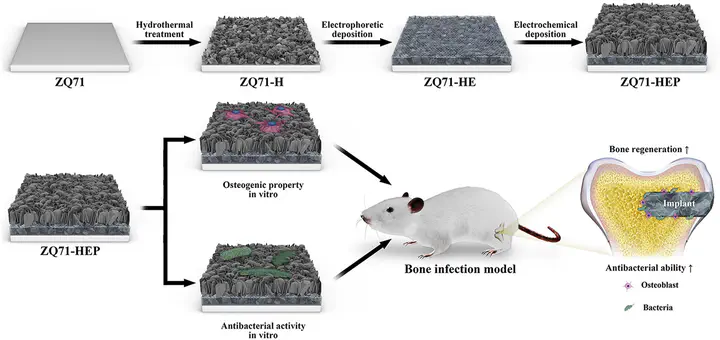 Hydrothermal
treatment
Electrophoretic
deposition
Electrochemical
deposition
ZQ71
ZQ71-H
ZQ71-HE
ZQ71-HEP
ZQ71-HEP
Osteogenic property
in vitro
Antibacterial activity
in vitro
Bone infection model
Bone regeneration ↑
Implant
Antibacterial ability ↑
Osteoblast
Bacteria